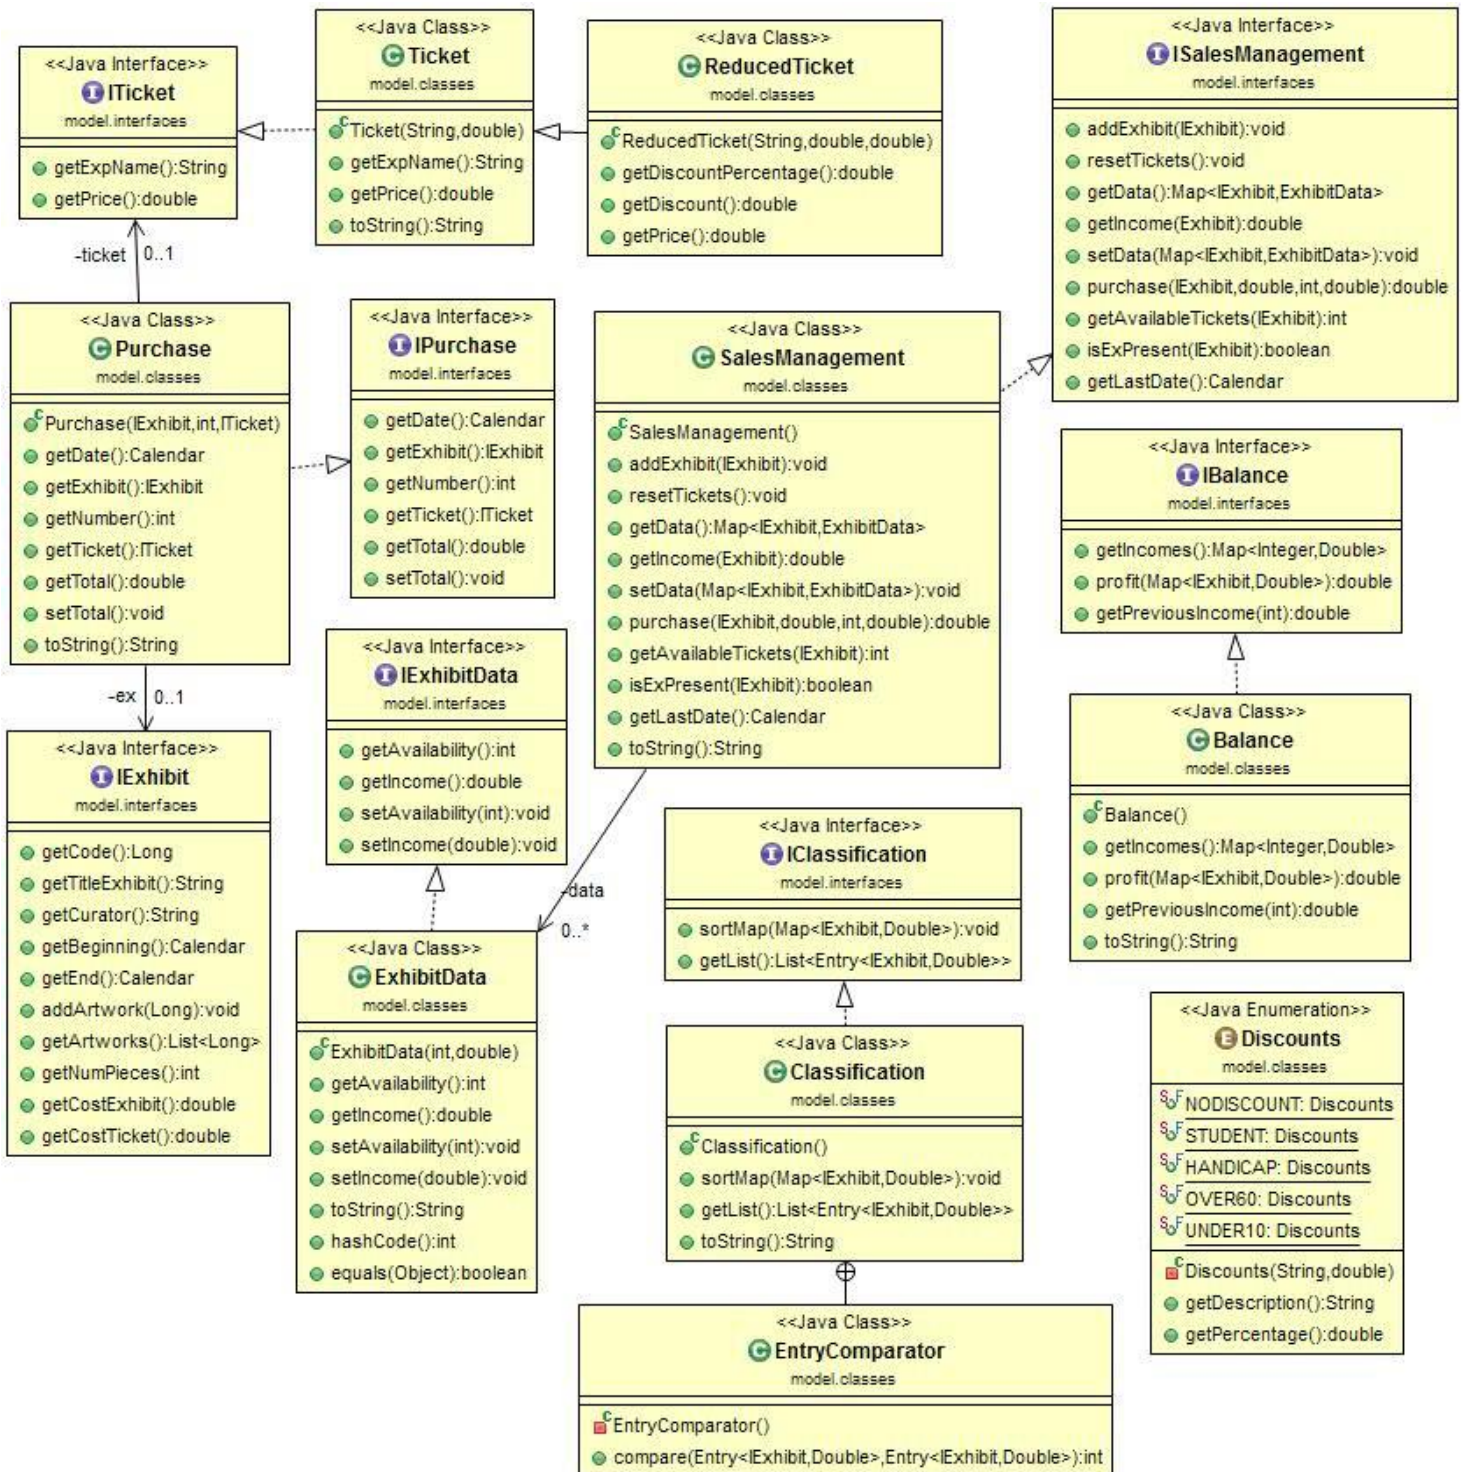 <<Java Interface>>
ITicket
model.interfaces
getExpName():String
getPrice():double
<<Java Class>>
Ticket
model.classes
Ticket(String,double)
getExpName():String
getPrice():double
toString():String
<<Java Class>>
ReducedTicket
model.classes
ReducedTicket(String,double,double)
getDiscountPercentage():double
getDiscount():double
getPrice():double
<<Java Interface>>
ISalesManagement
model.interfaces
addExhibit(IExhibit):void
resetTickets():void
getData():Map<IExhibit,ExhibitData>
getIncome(Exhibit):double
setData(Map<IExhibit,ExhibitData>):void
purchase(IExhibit,double,int,double):double
getAvailableTickets(IExhibit):int
isExPresent(IExhibit):boolean
getLastDate():Calendar
-ticket 0..1
<<Java Class>>
Purchase
model.classes
Purchase(IExhibit,int,ITicket)
getDate():Calendar
getExhibit():IExhibit
getNumber():int
getTicket():ITicket
getTotal():double
setTotal():void
toString():String
<<Java Interface>>
IPurchase
model.interfaces
getDate():Calendar
getExhibit():IExhibit
getNumber():int
getTicket():ITicket
getTotal():double
setTotal():void
<<Java Class>>
SalesManagement
model.classes
SalesManagement()
addExhibit(IExhibit):void
resetTickets():void
getData():Map<IExhibit,ExhibitData>
getIncome(Exhibit):double
setData(Map<IExhibit,ExhibitData>):void
purchase(IExhibit,double,int,double):double
getAvailableTickets(IExhibit):int
isExPresent(IExhibit):boolean
getLastDate():Calendar
toString():String
<<Java Interface>>
IBalance
model.interfaces
getIncomes():Map<Integer,Double>
profit(Map<IExhibit,Double>):double
getPreviousIncome(int):double
-ex 0..1
<<Java Interface>>
IExhibit
model.interfaces
getCode():Long
getTitleExhibit():String
getCurator():String
getBeginning():Calendar
getEnd():Calendar
addArtwork(Long):void
getArtworks():List<Long>
getNumPieces():int
getCostExhibit():double
getCostTicket():double
<<Java Interface>>
IExhibitData
model.interfaces
getAvailability():int
getIncome():double
setAvailability(int):void
setIncome(double):void
-data
0..*
<<Java Class>>
ExhibitData
model.classes
ExhibitData(int,double)
getAvailability():int
getIncome():double
setAvailability(int):void
setIncome(double):void
toString():String
hashCode():int
equals(Object):boolean
<<Java Interface>>
IClassification
model.interfaces
sortMap(Map<IExhibit,Double>):void
getList():List<Entry<IExhibit,Double>>
<<Java Class>>
Classification
model.classes
Classification()
sortMap(Map<IExhibit,Double>):void
getList():List<Entry<IExhibit,Double>>
toString():String
<<Java Class>>
EntryComparator
model.classes
EntryComparator()
compare(Entry<IExhibit,Double>,Entry<IExhibit,Double>):int
<<Java Class>>
Balance
model.classes
Balance()
getIncomes():Map<Integer,Double>
profit(Map<IExhibit,Double>):double
getPreviousIncome(int):double
toString():String
<<Java Enumeration>>
Discounts
model.classes
NODISCOUNT: Discounts
STUDENT: Discounts
HANDICAP: Discounts
OVER60: Discounts
UNDER10: Discounts
Discounts(String,double)
getDescription():String
getPercentage():double